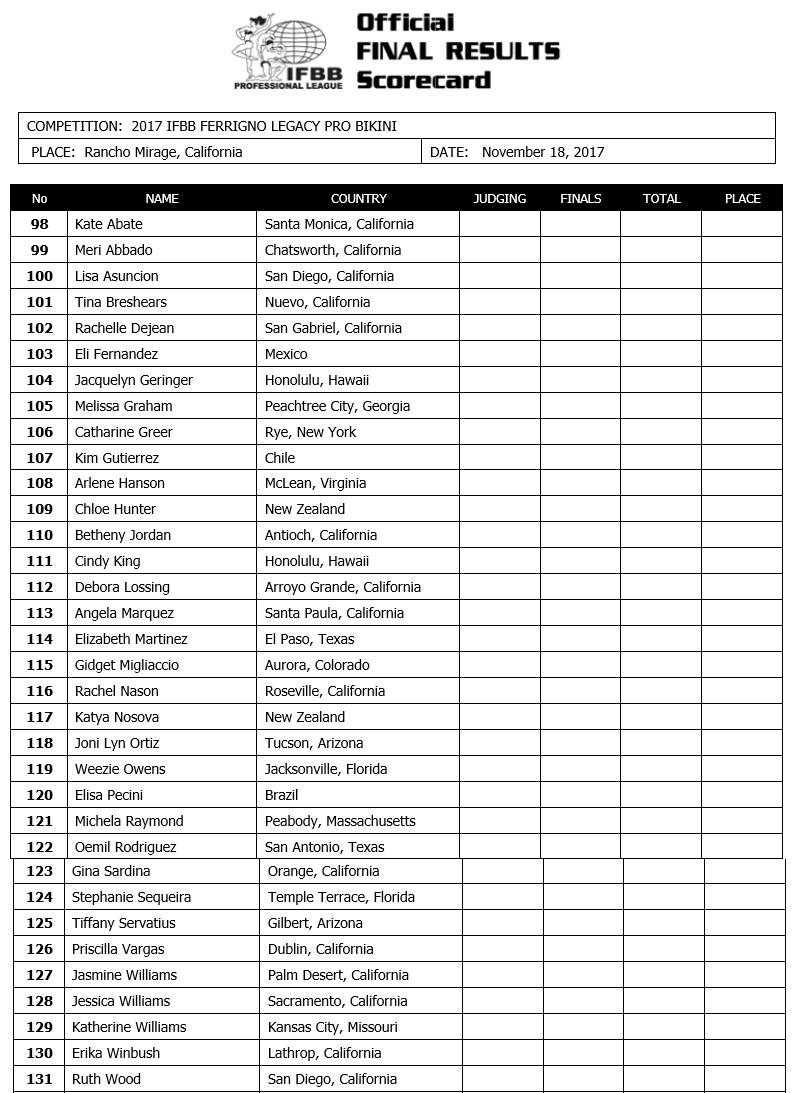 Official
FINAL RESULTS
Scorecard
IFBB
PROFESSIONAL LEAGUE
COMPETITION: 2017 IFBB FERRIGNO LEGACY PRO BIKINI
PLACE: Rancho Mirage, California DATE: November 18, 2017
No NAME COUNTRY JUDGING FINALS TOTAL PLACE
98 Kate Abate Santa Monica, California
99 Meri Abbado Chatsworth, California
100 Lisa Asuncion San Diego, California
101 Tina Breshears Nuevo, California
102 Rachelle Dejean San Gabriel, California
103 Eli Fernandez Mexico
104 Jacquelyn Geringer Honolulu, Hawaii
105 Melissa Graham Peachtree City, Georgia
106 Catharine Greer Rye, New York
107 Kim Gutierrez Chile
108 Arlene Hanson McLean, Virginia
109 Chloe Hunter New Zealand
110 Betheny Jordan Antioch, California
111 Cindy King Honolulu, Hawaii
112 Debora Lossing Arroyo Grande, California
113 Angela Marquez Santa Paula, California
114 Elizabeth Martinez El Paso, Texas
115 Gidget Migliaccio Aurora, Colorado
116 Rachel Nason Roseville, California
117 Katya Nosova New Zealand
118 Joni Lyn Ortiz Tucson, Arizona
119 Weezie Owens Jacksonville, Florida
120 Elisa Pecini Brazil
121 Michela Raymond Peabody, Massachusetts
122 Oemil Rodriguez San Antonio, Texas
123 Gina Sardina Orange, California
124 Stephanie Sequeira Temple Terrace, Florida
125 Tiffany Servatius Gilbert, Arizona
126 Priscilla Vargas Dublin, California
127 Jasmine Williams Palm Desert, California
128 Jessica Williams Sacramento, California
129 Katherine Williams Kansas City, Missouri
130 Erika Winbush Lathrop, California
131 Ruth Wood San Diego, California